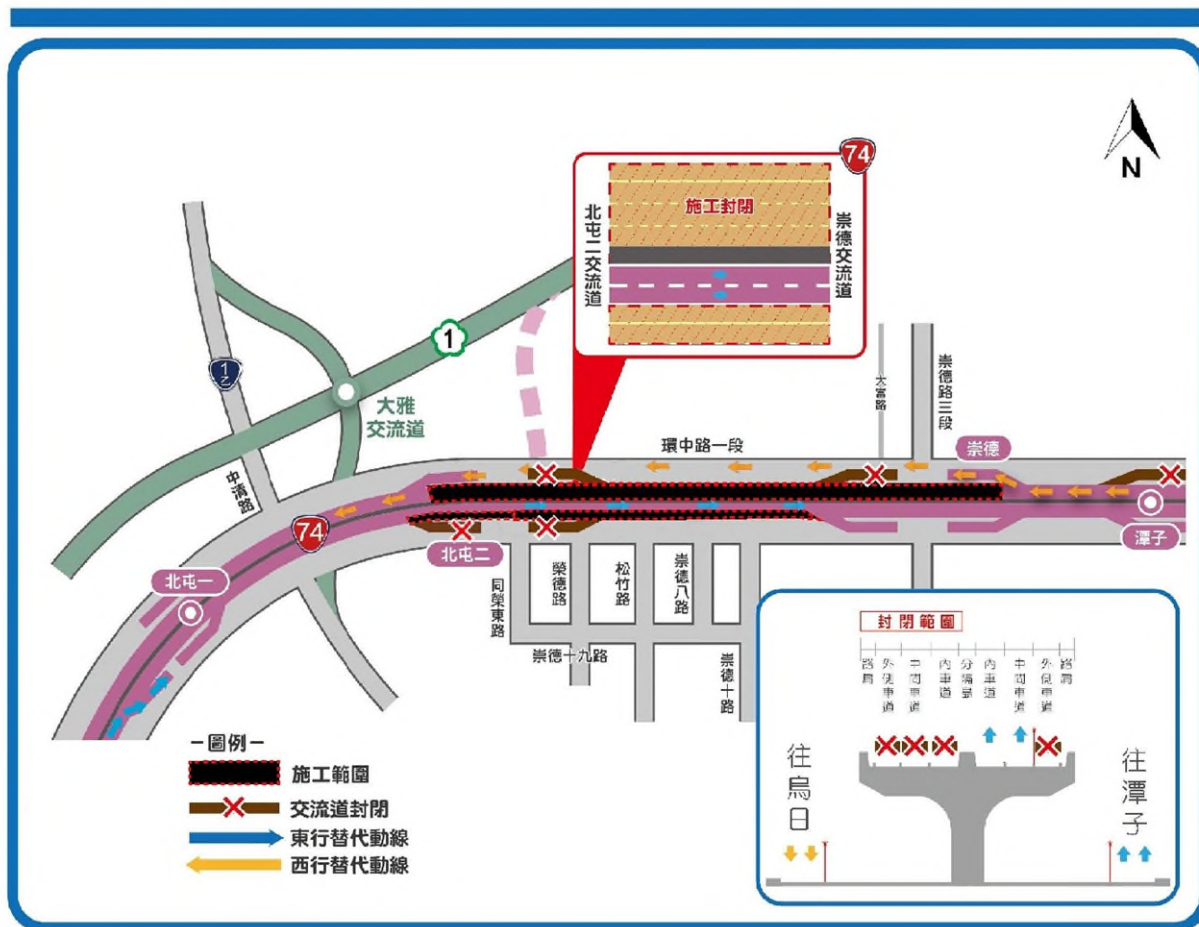 74
N
北屯二交流道
施工封閉
崇德交流道
1
1乙
大雅
交流道
中清路
環中路一段
大富路
崇德路三段
崇德
潭子
74
北屯一
北屯二
同榮東路
榮德路
松竹路
崇德八路
崇德十九路
崇德十路
封閉範圍
路肩
外側車道
中間車道
內車道
分隔島
內車道
中間車道
外側車道
路肩
往烏日
往潭子
－圖例－
施工範圍
交流道封閉
東行替代動線
西行替代動線